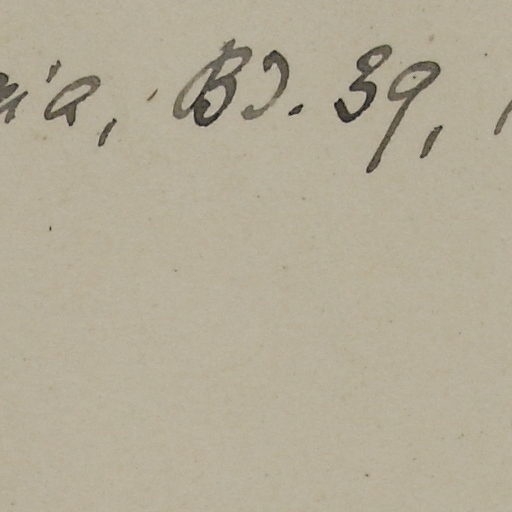 ia, Bd. 39,